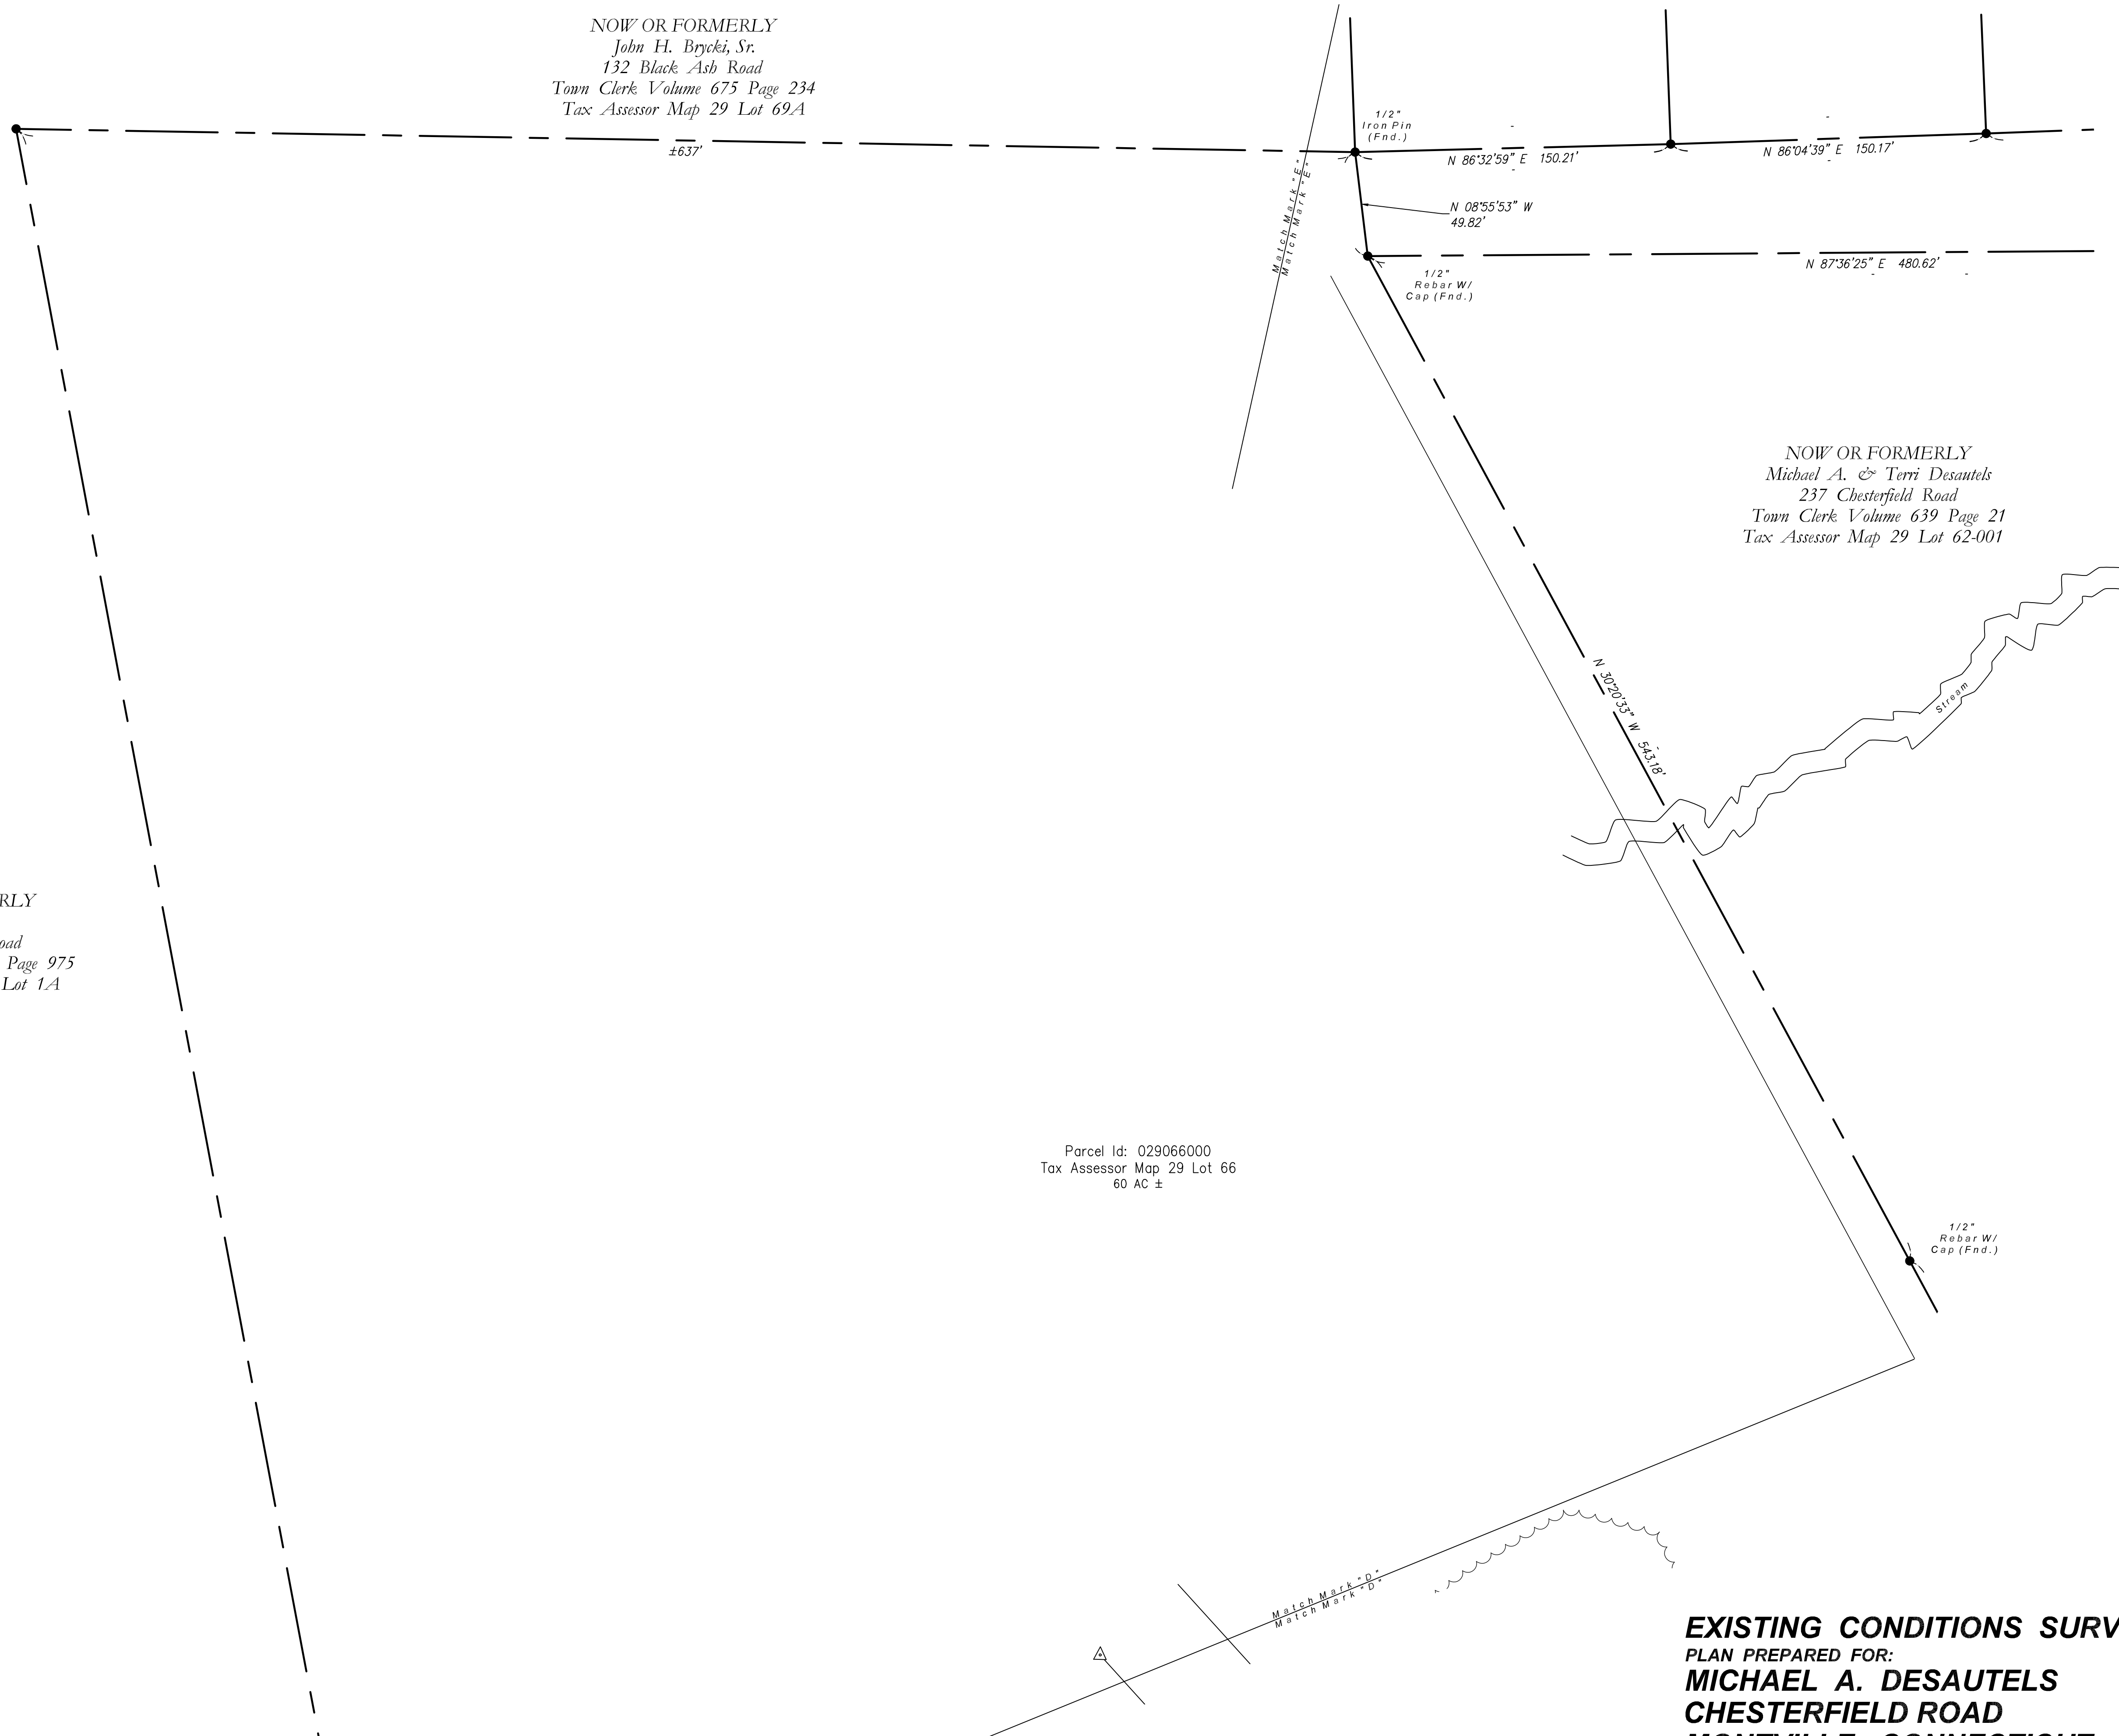 NOW OR FORMERLY
John H. Brycki, Sr.
132 Black Ash Road
Town Clerk Volume 675 Page 234
Tax Assessor Map 29 Lot 69A
±637'
1/2"
Iron Pin
(Fnd.)
N 86°32'59" E 150.21'
N 86°04'39" E 150.17'
Match Mark "E"
Match Mark "E"
N 08°55'53" W
49.82'
1/2"
Rebar W/
Cap (Fnd.)
N 87°36'25" E 480.62'
NOW OR FORMERLY
Michael A. & Terri Desautels
237 Chesterfield Road
Town Clerk Volume 639 Page 21
Tax Assessor Map 29 Lot 62-001
N 30°20'33" W 543.18'
Stream
RLY
oad
Page 975
Lot 1A
Parcel Id: 029066000
Tax Assessor Map 29 Lot 66
60 AC ±
1/2"
Rebar W/
Cap (Fnd.)
Match Mark "D"
Match Mark "D"
EXISTING CONDITIONS SURV
PLAN PREPARED FOR:
MICHAEL A. DESAUTELS
CHESTERFIELD ROAD
MONTVILLE, CONNECTICUT